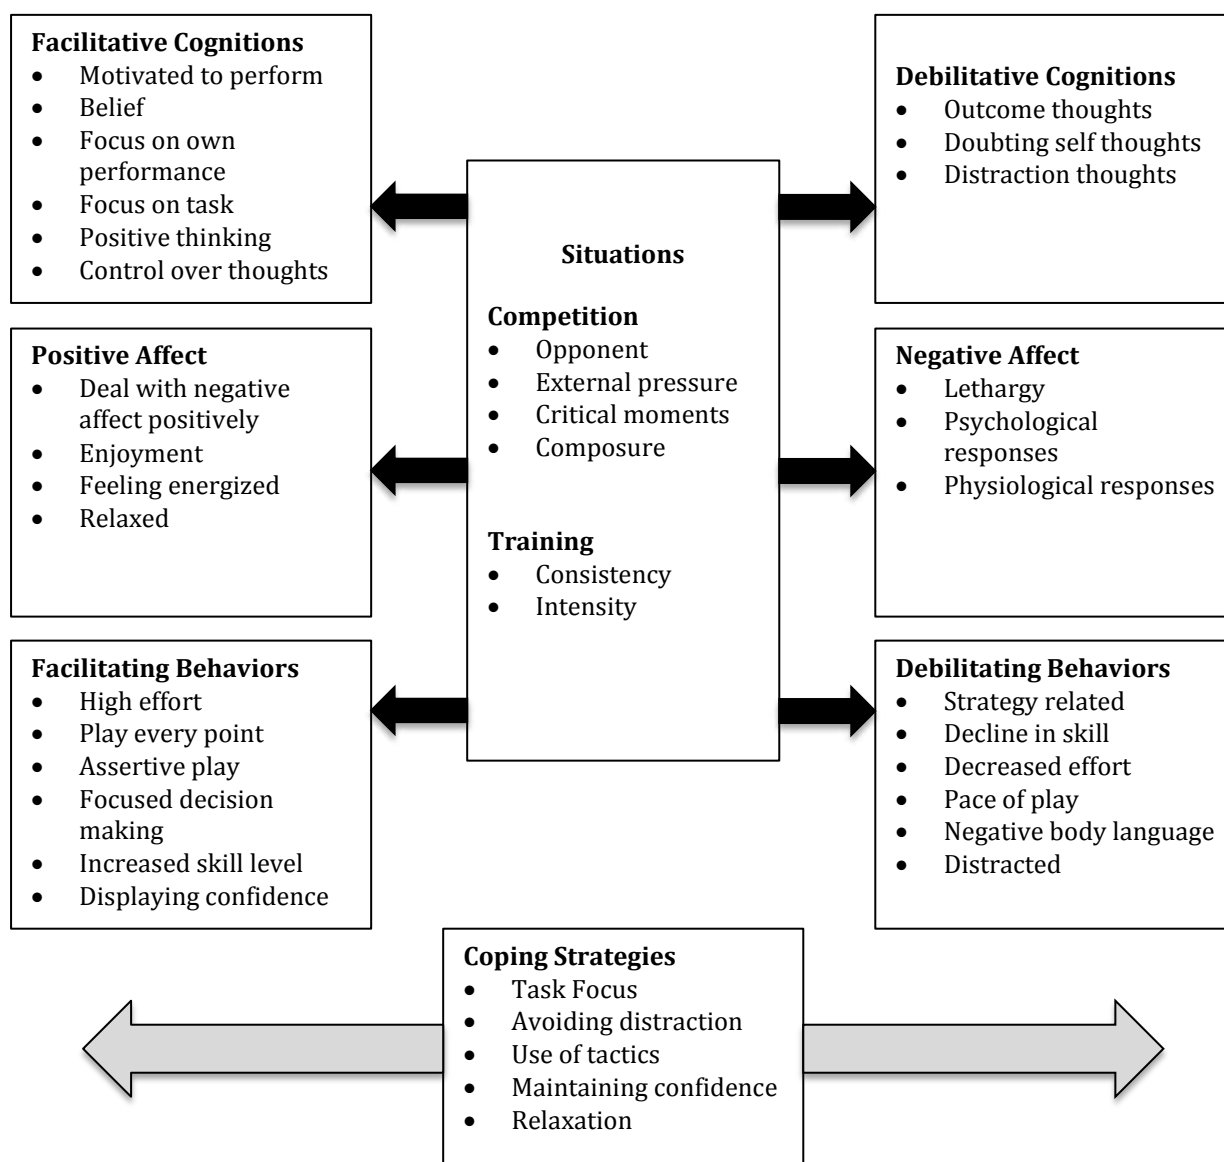 Facilitative Cognitions
• Motivated to perform
• Belief
• Focus on own
performance
• Focus on task
• Positive thinking
• Control over thoughts
Positive Affect
• Deal with negative
affect positively
• Enjoyment
• Feeling energized
• Relaxed
Facilitating Behaviors
• High effort
• Play every point
• Assertive play
• Focused decision
making
• Increased skill level
• Displaying confidence
Situations
Competition
• Opponent
• External pressure
• Critical moments
• Composure
Training
• Consistency
• Intensity
Debilitative Cognitions
• Outcome thoughts
• Doubting self thoughts
• Distraction thoughts
Negative Affect
• Lethargy
• Psychological
responses
• Physiological responses
Debilitating Behaviors
• Strategy related
• Decline in skill
• Decreased effort
• Pace of play
• Negative body language
• Distracted
Coping Strategies
• Task Focus
• Avoiding distraction
• Use of tactics
• Maintaining confidence
• Relaxation